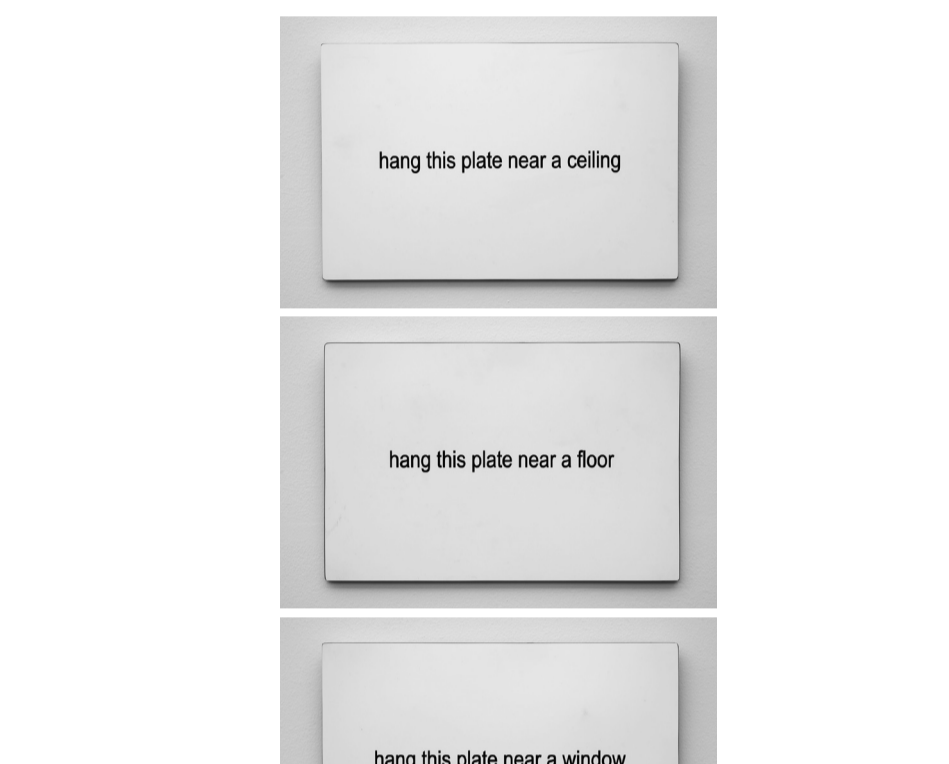 hang this plate near a ceiling
hang this plate near a floor
hang this plate near a window